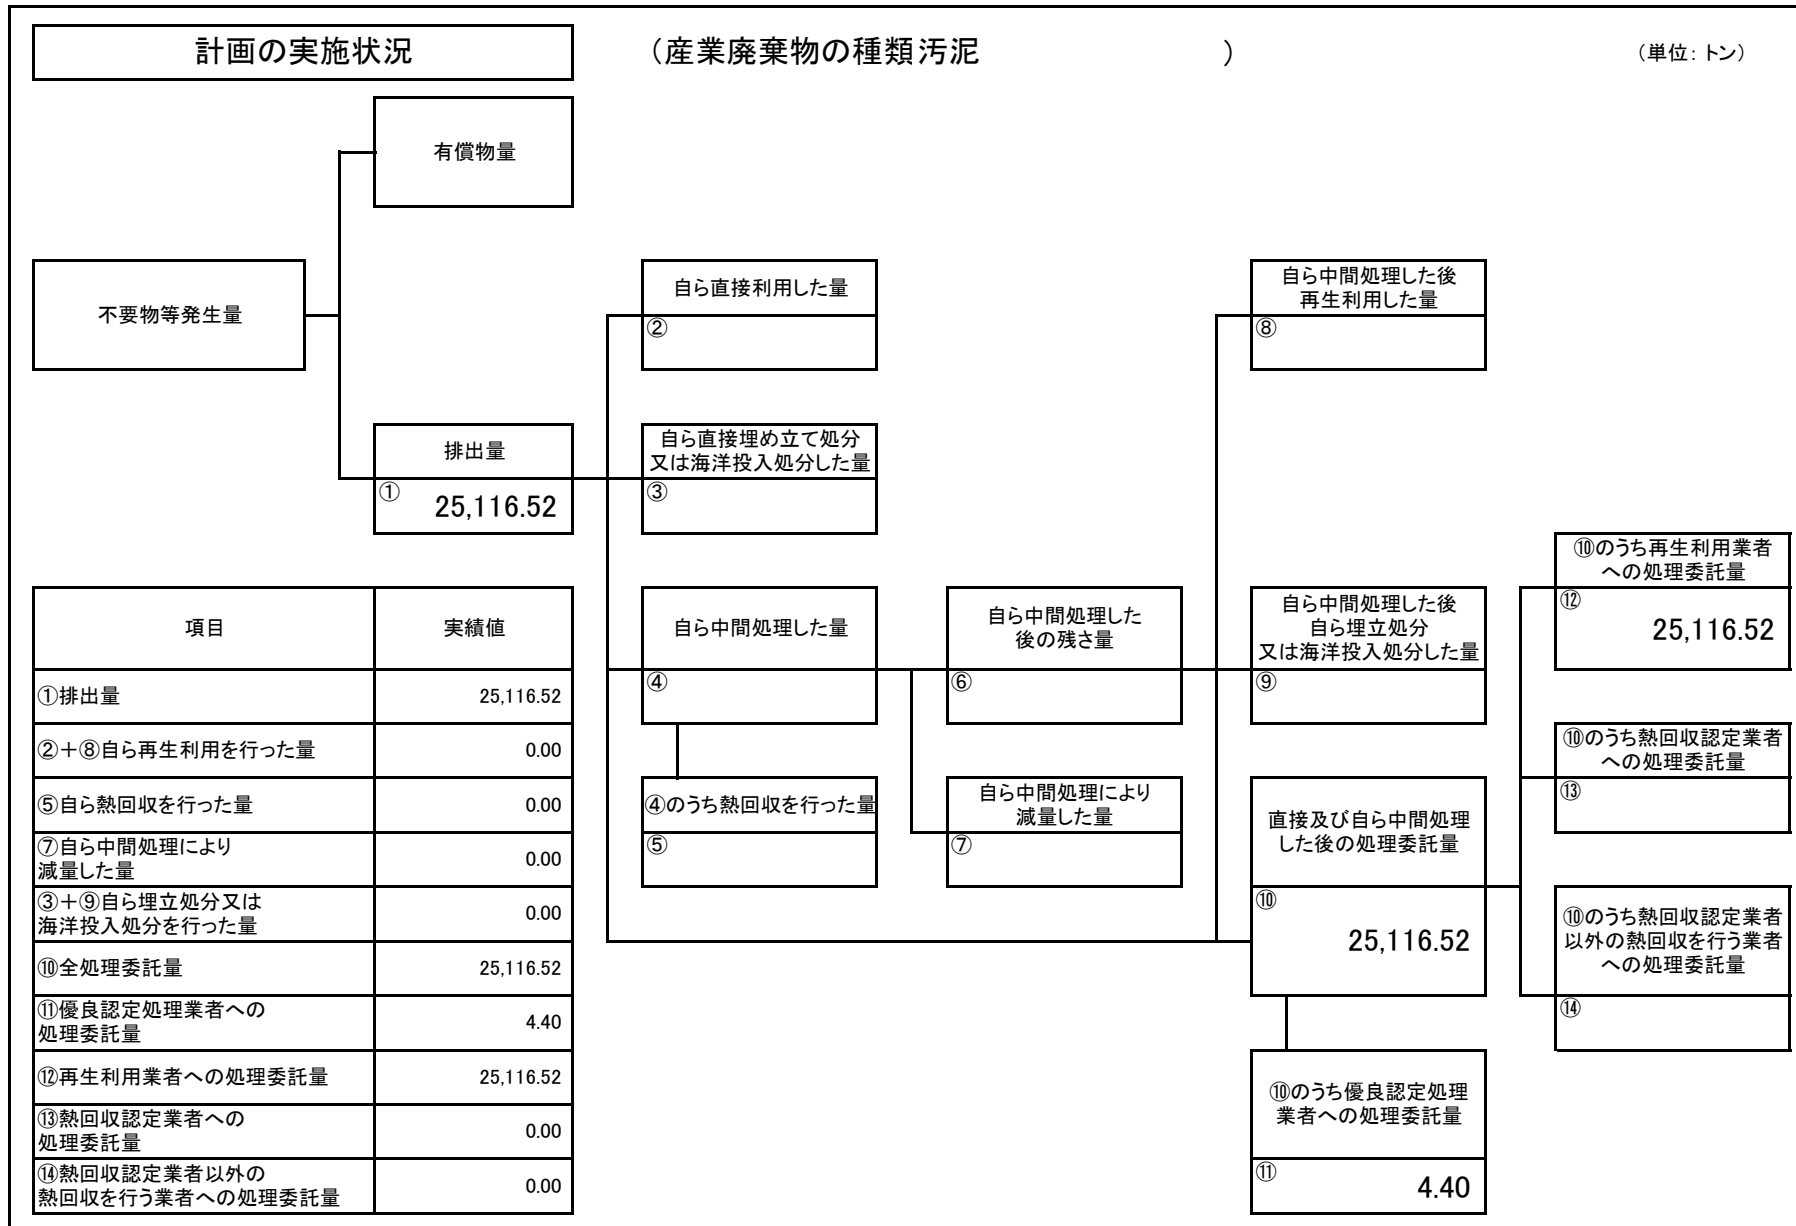 計画の実施状況
（産業廃棄物の種類汚泥　　　　　　　　）
（単位：トン）
有償物量
不要物等発生量
自ら直接利用した量
②
自ら中間処理した後
再生利用した量
⑧
排出量
①
25,116.52
自ら直接埋め立て処分
又は海洋投入処分した量
③
⑩のうち再生利用業者
への処理委託量
⑫
25,116.52
自ら中間処理した量
④
自ら中間処理した
後の残さ量
⑥
自ら中間処理した後
自ら埋立処分
又は海洋投入処分した量
⑨
⑩のうち熱回収認定業者
への処理委託量
⑬
④のうち熱回収を行った量
⑤
自ら中間処理により
減量した量
⑦
直接及び自ら中間処理
した後の処理委託量
⑩
25,116.52
⑩のうち熱回収認定業者
以外の熱回収を行う業者
への処理委託量
⑭
⑩のうち優良認定処理
業者への処理委託量
⑪
4.40
項目 実績値
①排出量 25,116.52
②＋⑧自ら再生利用を行った量 0.00
⑤自ら熱回収を行った量 0.00
⑦自ら中間処理により
減量した量 0.00
③＋⑨自ら埋立処分又は
海洋投入処分を行った量 0.00
⑩全処理委託量 25,116.52
⑪優良認定処理業者への
処理委託量 4.40
⑫再生利用業者への処理委託量 25,116.52
⑬熱回収認定業者への
処理委託量 0.00
⑭熱回収認定業者以外の
熱回収を行う業者への処理委託量 0.00